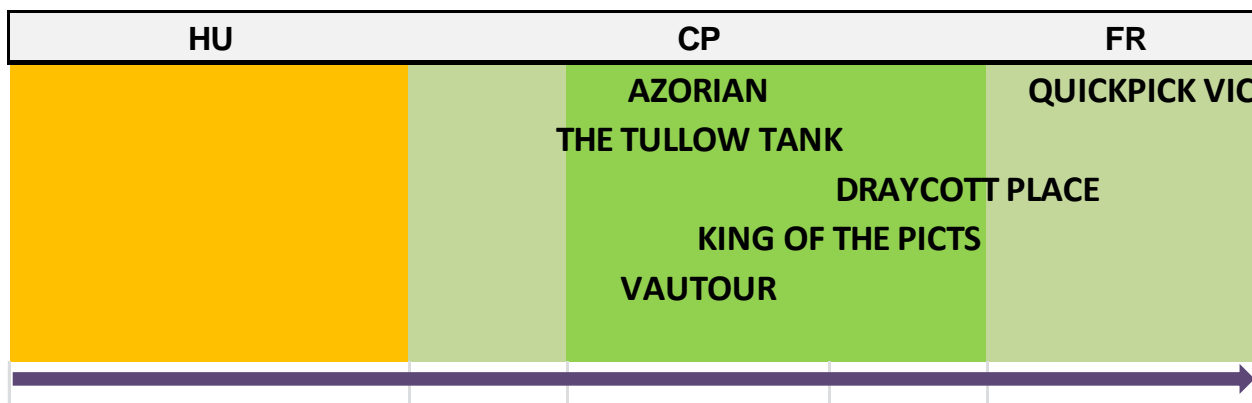 HU CP FR
AZORIAN QUICKPICK VIC
THE TULLOW TANK
DRAYCOTT PLACE
KING OF THE PICTS
VAUTOUR